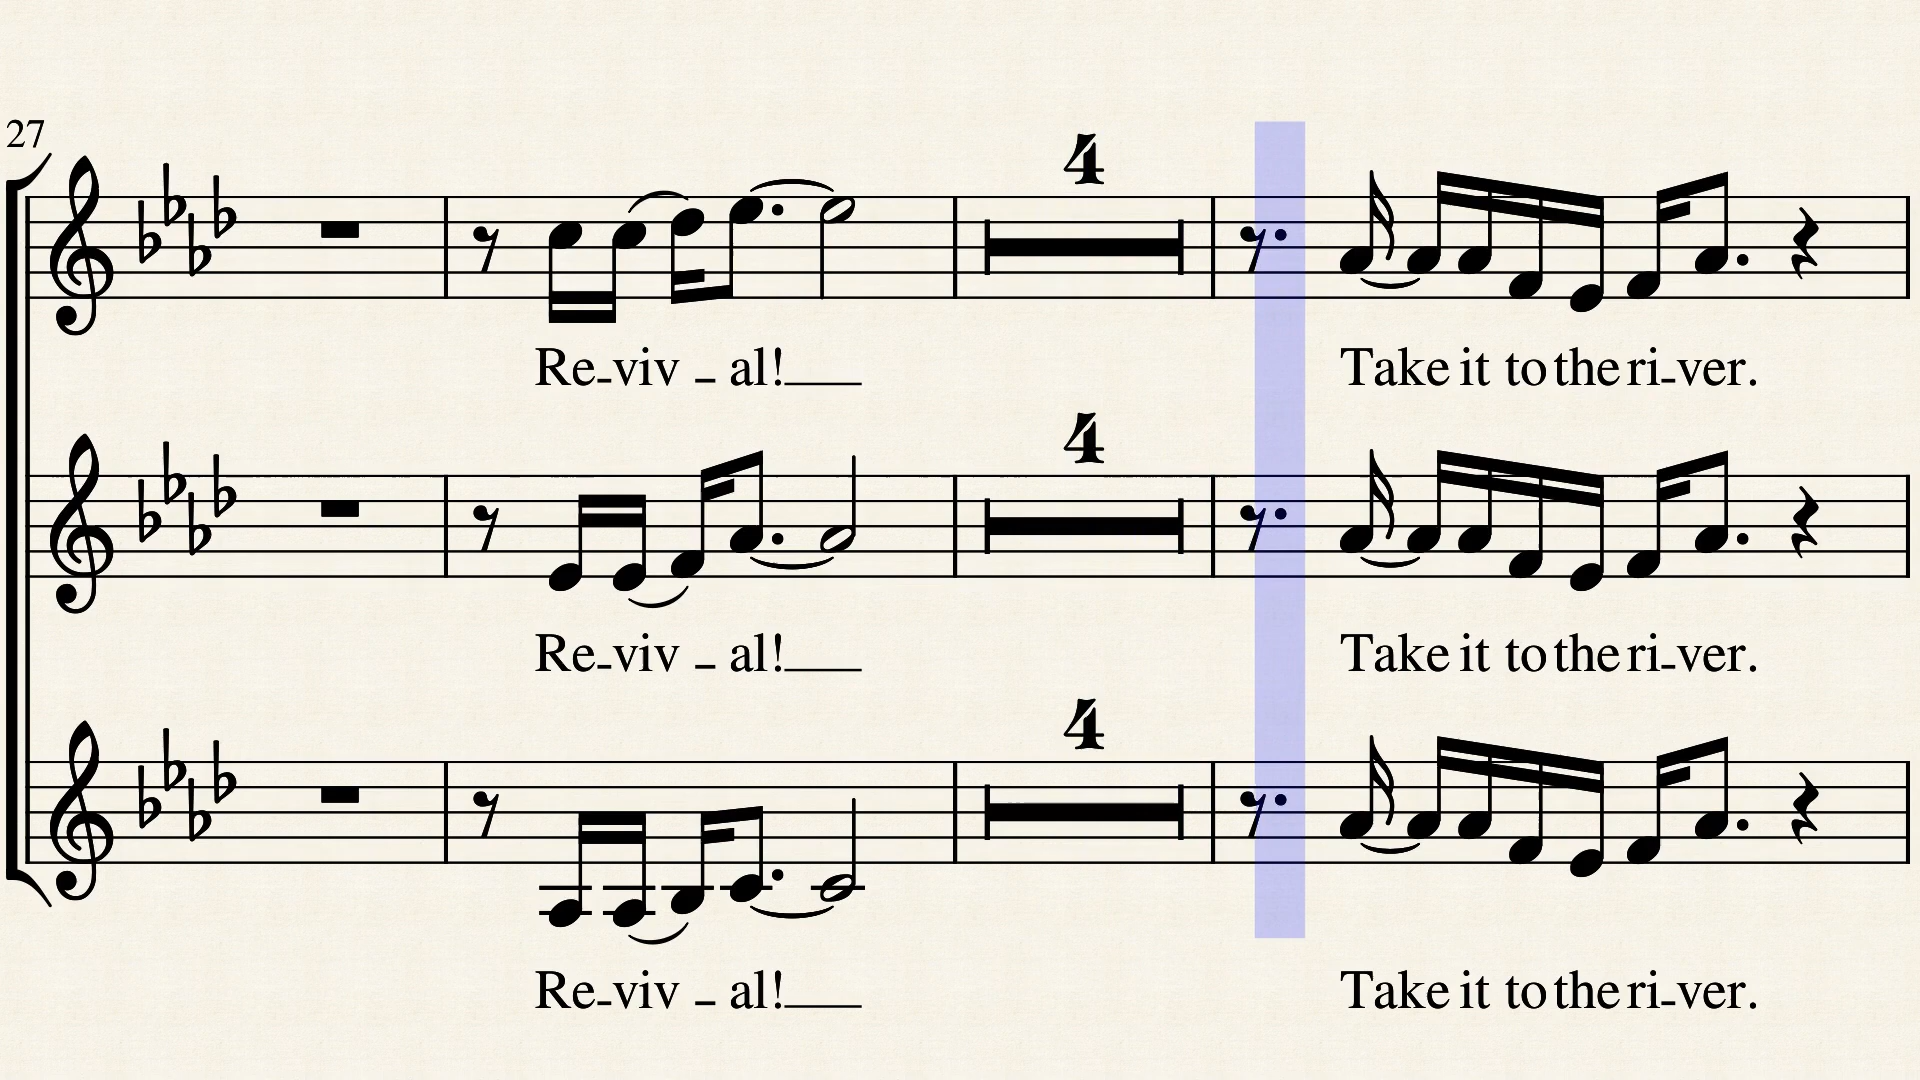 27
4
Re-viv - al!
Take it to the ri-ver.
4
Re-viv - al!
Take it to the ri-ver.
4
Re-viv - al!
Take it to the ri-ver.